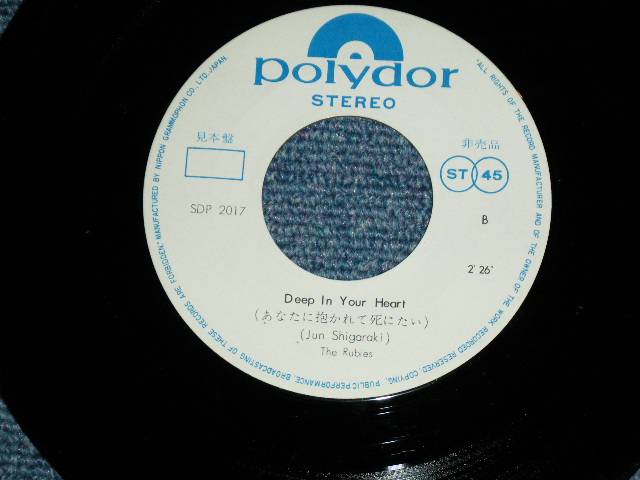 polydor
STEREO
見本盤
非売品
ST 45
SDP 2017
B
2' 26"
Deep In Your Heart
(あなたに抱かれて死にたい)
(Jun Shigaraki)
The Rubies
"ALL RIGHTS OF THE RECORD MANUFACTURER AND OF THE OWNER OF THE WORK RECORDED RESERVED. COPYING, PUBLIC PERFORMANCE, BROADCASTING OF THESE RECORDS ARE FORBIDDEN." MANUFACTURED BY NIPPON GRAMMOPHON CO., LTD. JAPAN.